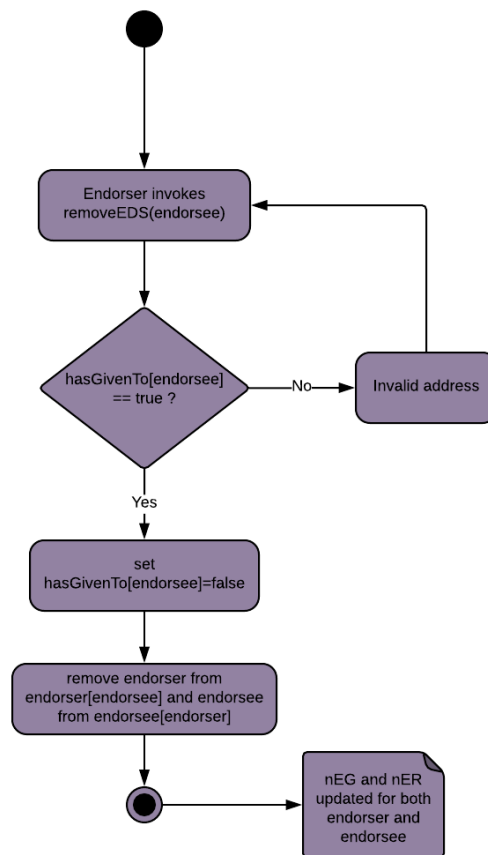 Endorser invokes
removeEDS(endorsee)
hasGivenTo[endorsee]
== true ?
No
Invalid address
Yes
set
hasGivenTo[endorsee]=false
remove endorser from
endorser[endorsee] and endorsee
from endorsee[endorser]
nEG and nER
updated for both
endorser and
endorsee